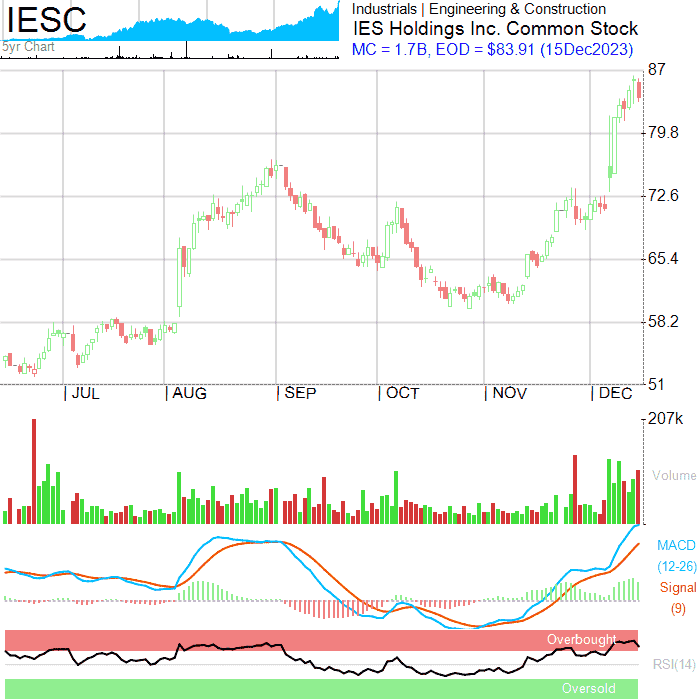 IESC
5yr Chart
Industrials | Engineering & Construction
IES Holdings Inc. Common Stock
MC = 1.7B, EOD = $83.91 (15Dec2023)
87
79.8
72.6
65.4
58.2
51
| JUL | AUG | SEP | OCT | NOV | DEC
207k
Volume
MACD
(12-26)
Signal
(9)
Overbought
RSI(14)
Oversold